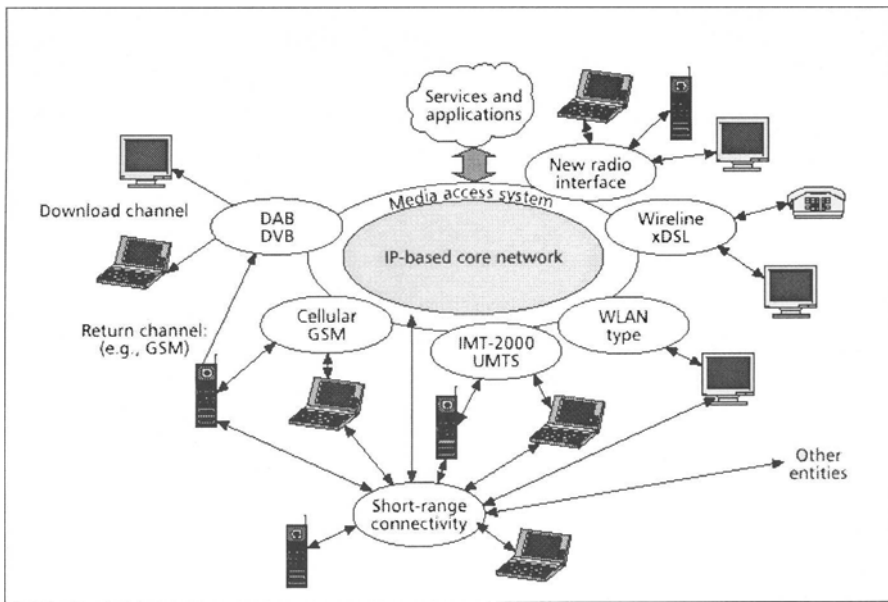 Services and
applications
New radio
interface
Media access system
Download channel
DAB
DVB
Wireline
xDSL
IP-based core network
Return channel:
(e.g., GSM)
Cellular
GSM
WLAN
type
IMT-2000
UMTS
Other
entities
Short-range
connectivity